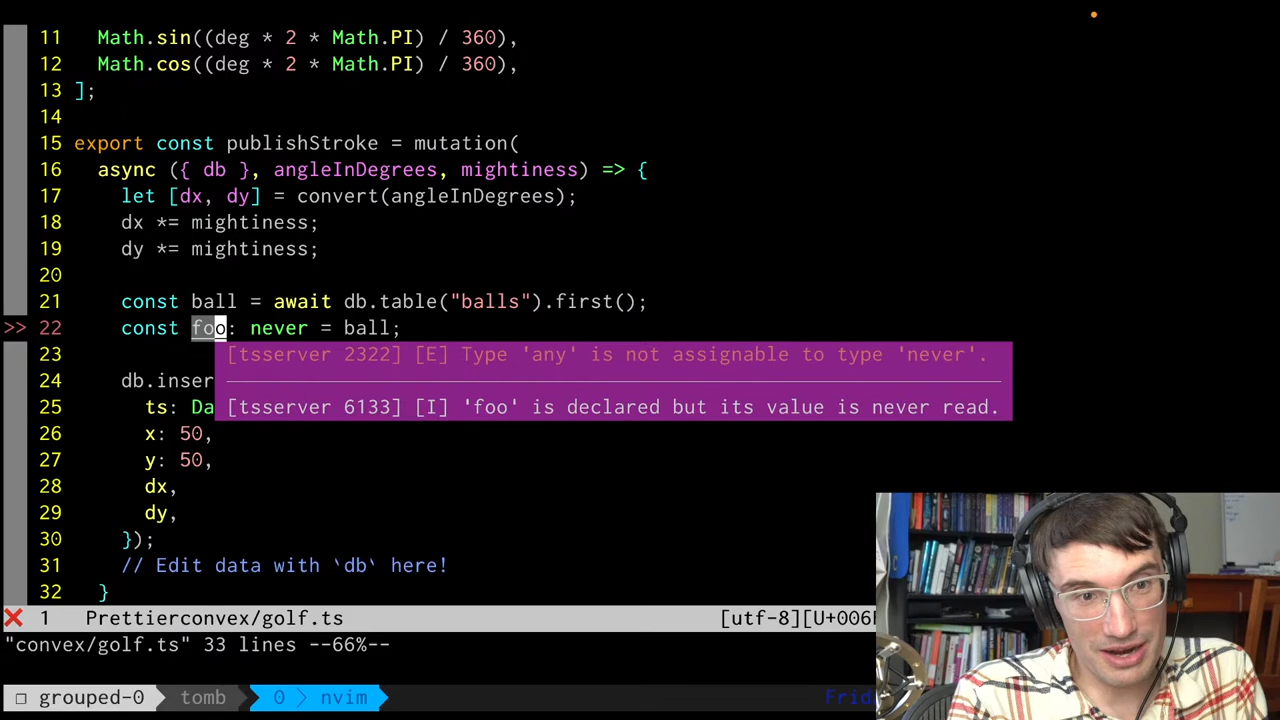 11 Math.sin((deg * 2 * Math.PI) / 360),
12 Math.cos((deg * 2 * Math.PI) / 360),
13 ];
14
15 export const publishStroke = mutation(
16 async ({ db }, angleInDegrees, mightiness) => {
17 let [dx, dy] = convert(angleInDegrees);
18 dx *= mightiness;
19 dy *= mightiness;
20
21 const ball = await db.table("balls").first();
>> 22 const foo: never = ball;
23 [tsserver 2322] [E] Type 'any' is not assignable to type 'never'.
24 db.inser
25 ts: Da [tsserver 6133] [I] 'foo' is declared but its value is never read.
26 x: 50,
27 y: 50,
28 dx,
29 dy,
30 });
31 // Edit data with `db` here!
32 }
❌ 1 Prettierconvex/golf.ts [utf-8][U+006F
"convex/golf.ts" 33 lines --66%--
grouped-0 tomb 0 nvim Frid